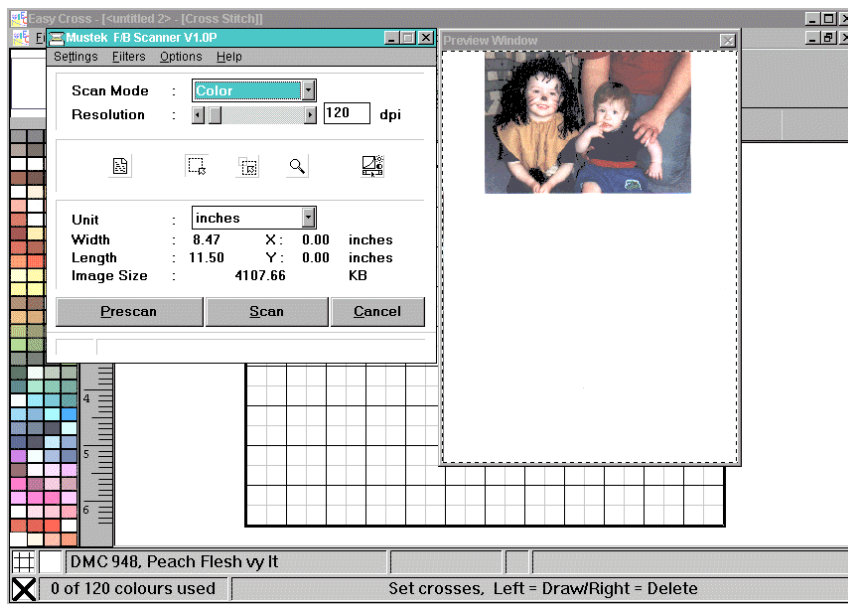 Easy Cross - [<untitled 2> - [Cross Stitch]]
Mustek F/B Scanner V1.0P
Settings Filters Options Help
Scan Mode : Color
Resolution : 120 dpi
Unit : inches
Width : 8.47 X : 0.00 inches
Length : 11.50 Y : 0.00 inches
Image Size : 4107.66 KB
Prescan Scan Cancel
Preview Window
4
5
6
DMC 948, Peach Flesh vy lt
0 of 120 colours used
Set crosses, Left = Draw/Right = Delete